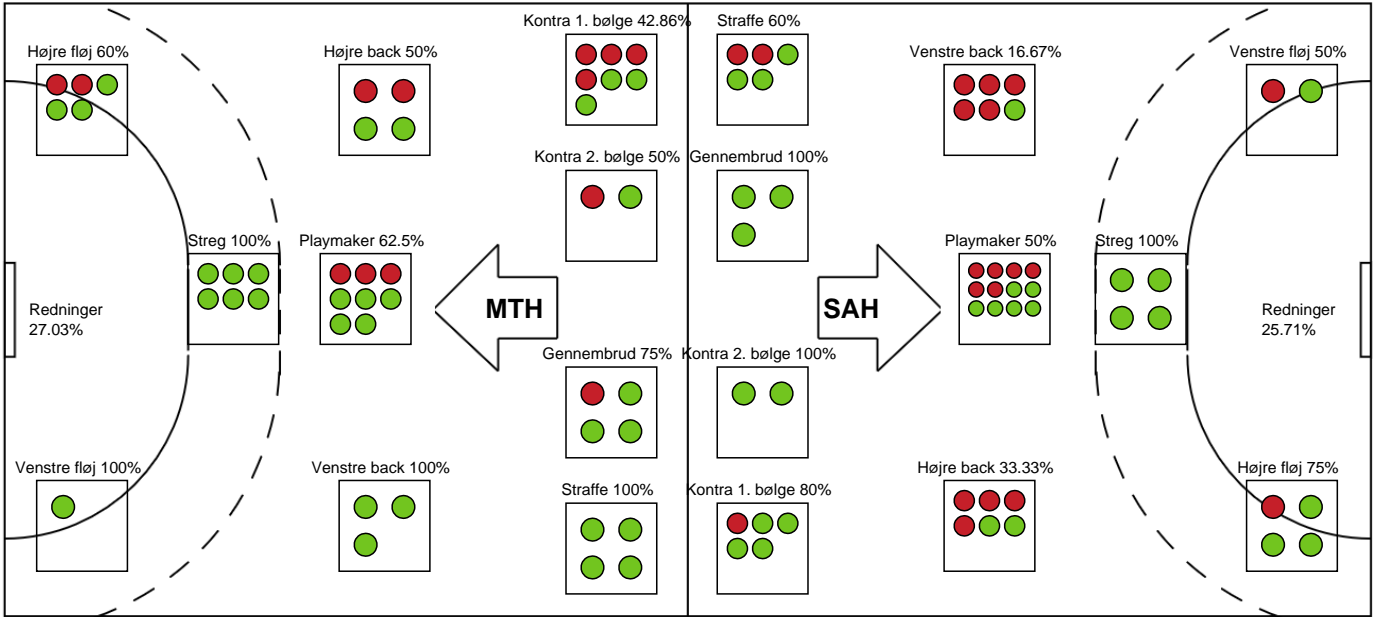 Kontra 1. bølge 42.86%
Straffe 60%
Højre fløj 60%
Højre back 50%
Venstre back 16.67%
Venstre fløj 50%
Kontra 2. bølge 50%
Gennembrud 100%
Streg 100%
Playmaker 62.5%
Playmaker 50%
Streg 100%
Redninger
27.03%
MTH
SAH
Redninger
25.71%
Gennembrud 75%
Kontra 2. bølge 100%
Venstre fløj 100%
Venstre back 100%
Straffe 100%
Kontra 1. bølge 80%
Højre back 33.33%
Højre fløj 75%